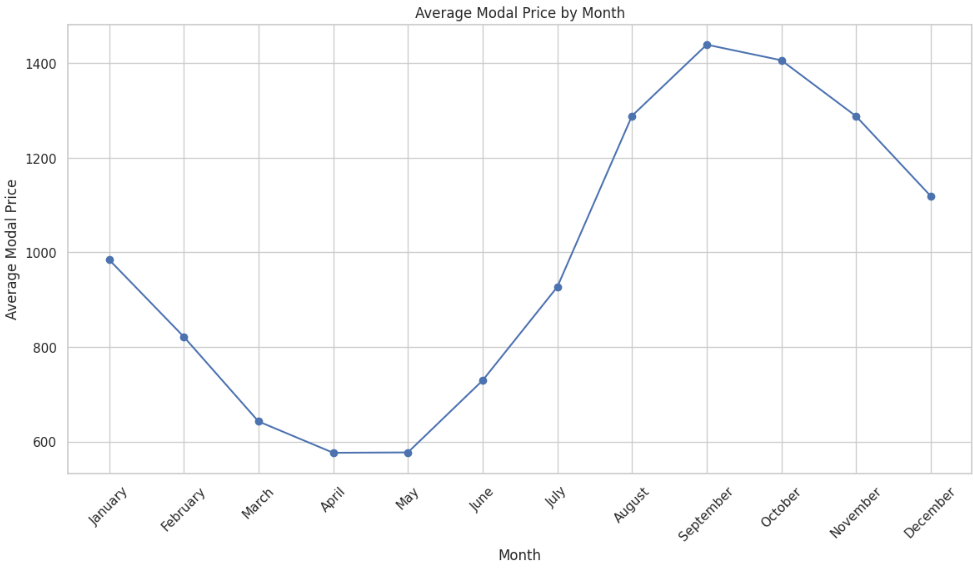 Average Modal Price by Month
Average Modal Price
1400
1200
1000
800
600
January
February
March
April
May
June
July
August
September
October
November
December
Month